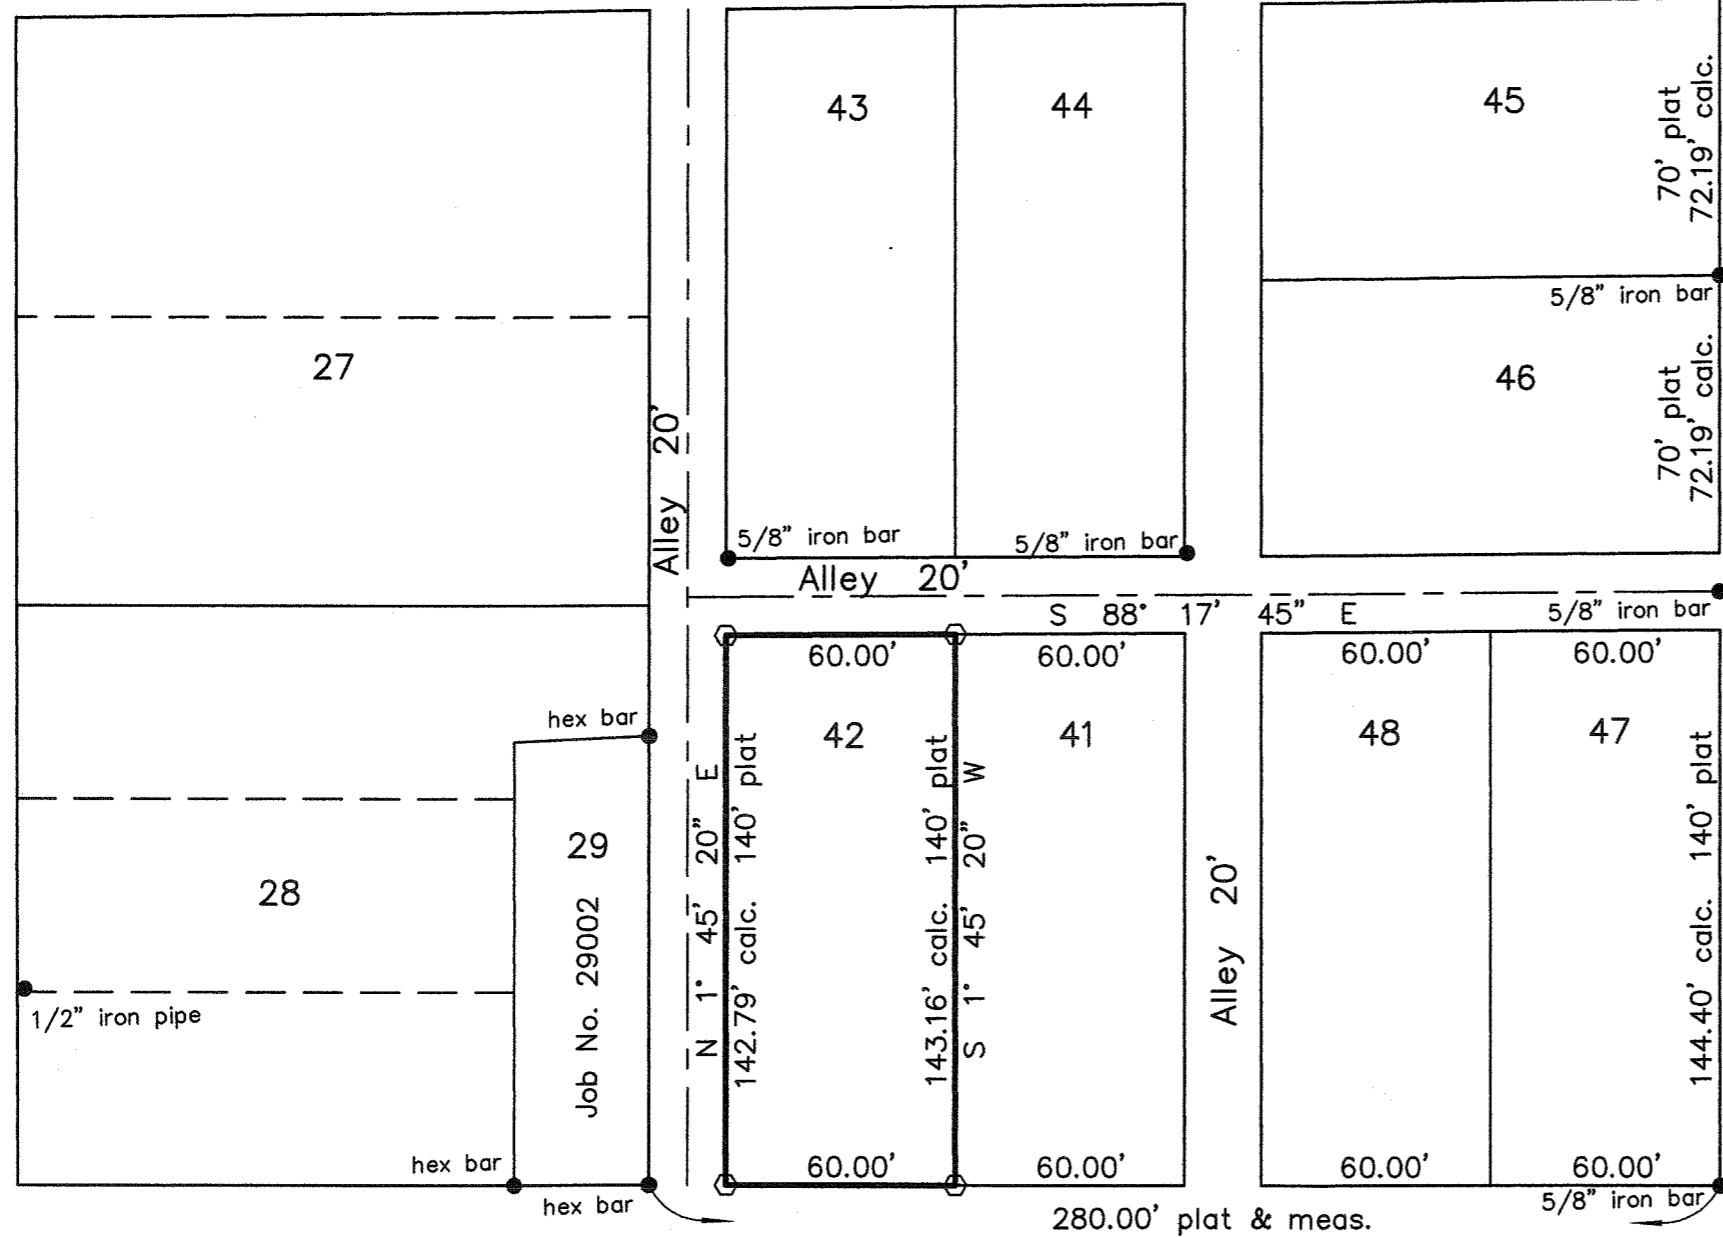 43
44
45
70' plat
72.19' calc.
5/8" iron bar
27
46
70' plat
72.19' calc.
Alley 20'
5/8" iron bar
5/8" iron bar
Alley 20'
S 88° 17' 45" E
5/8" iron bar
60.00'
60.00'
60.00'
60.00'
hex bar
42
41
48
47
N 1° 45' 20" E
142.79' calc. 140' plat
143.16' calc. 140' plat
S 1° 45' 20" W
Alley 20'
144.40' calc. 140' plat
29
Job No. 29002
28
1/2" iron pipe
hex bar
hex bar
60.00'
60.00'
60.00'
60.00'
5/8" iron bar
280.00' plat & meas.